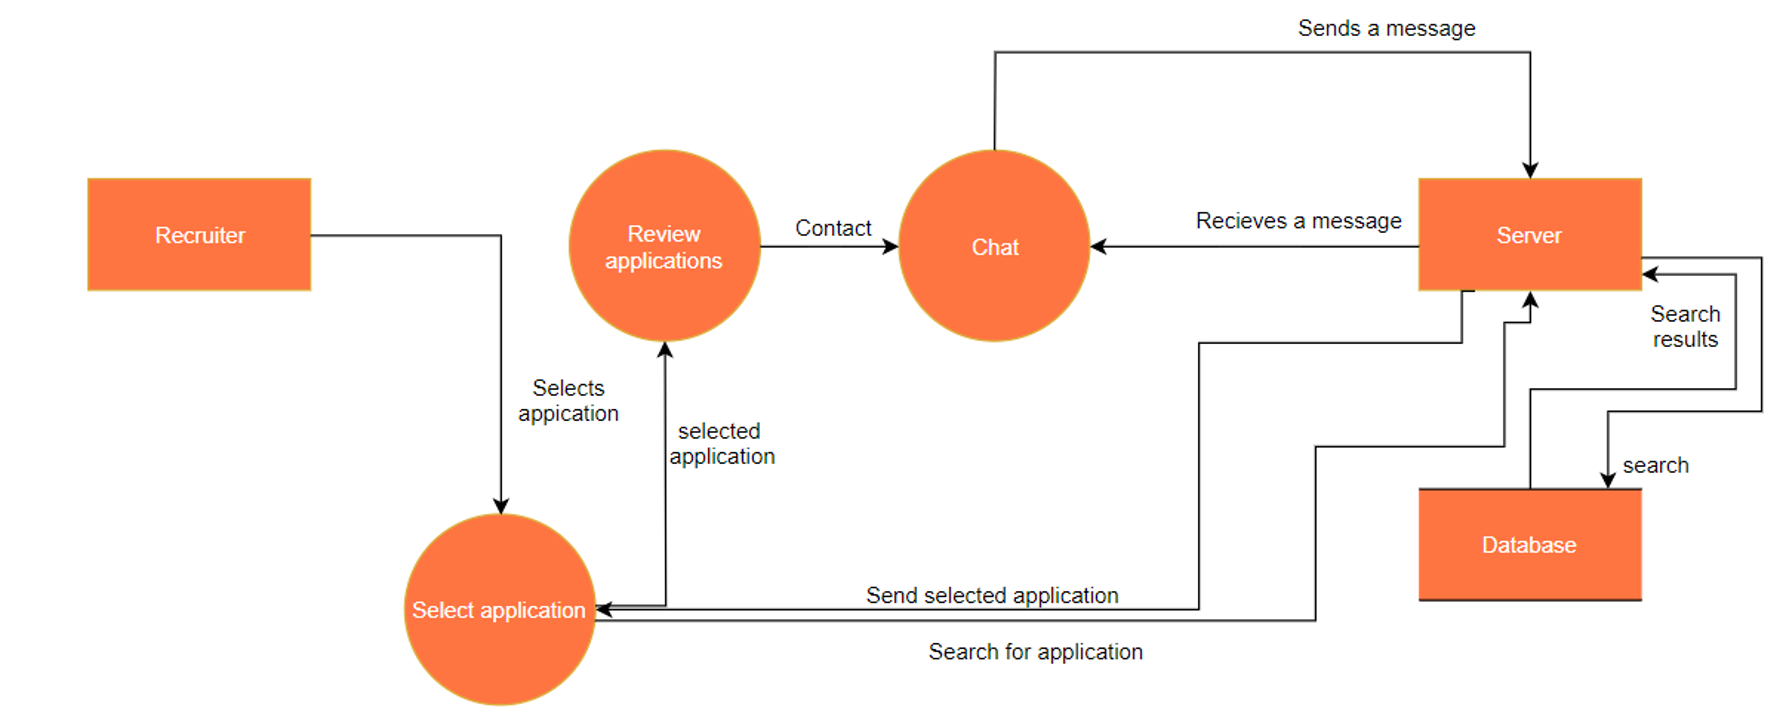 Sends a message
Recruiter
Review
applications
Contact
Chat
Recieves a message
Server
Search
results
Selects
appication
selected
application
search
Database
Select application
Send selected application
Search for application